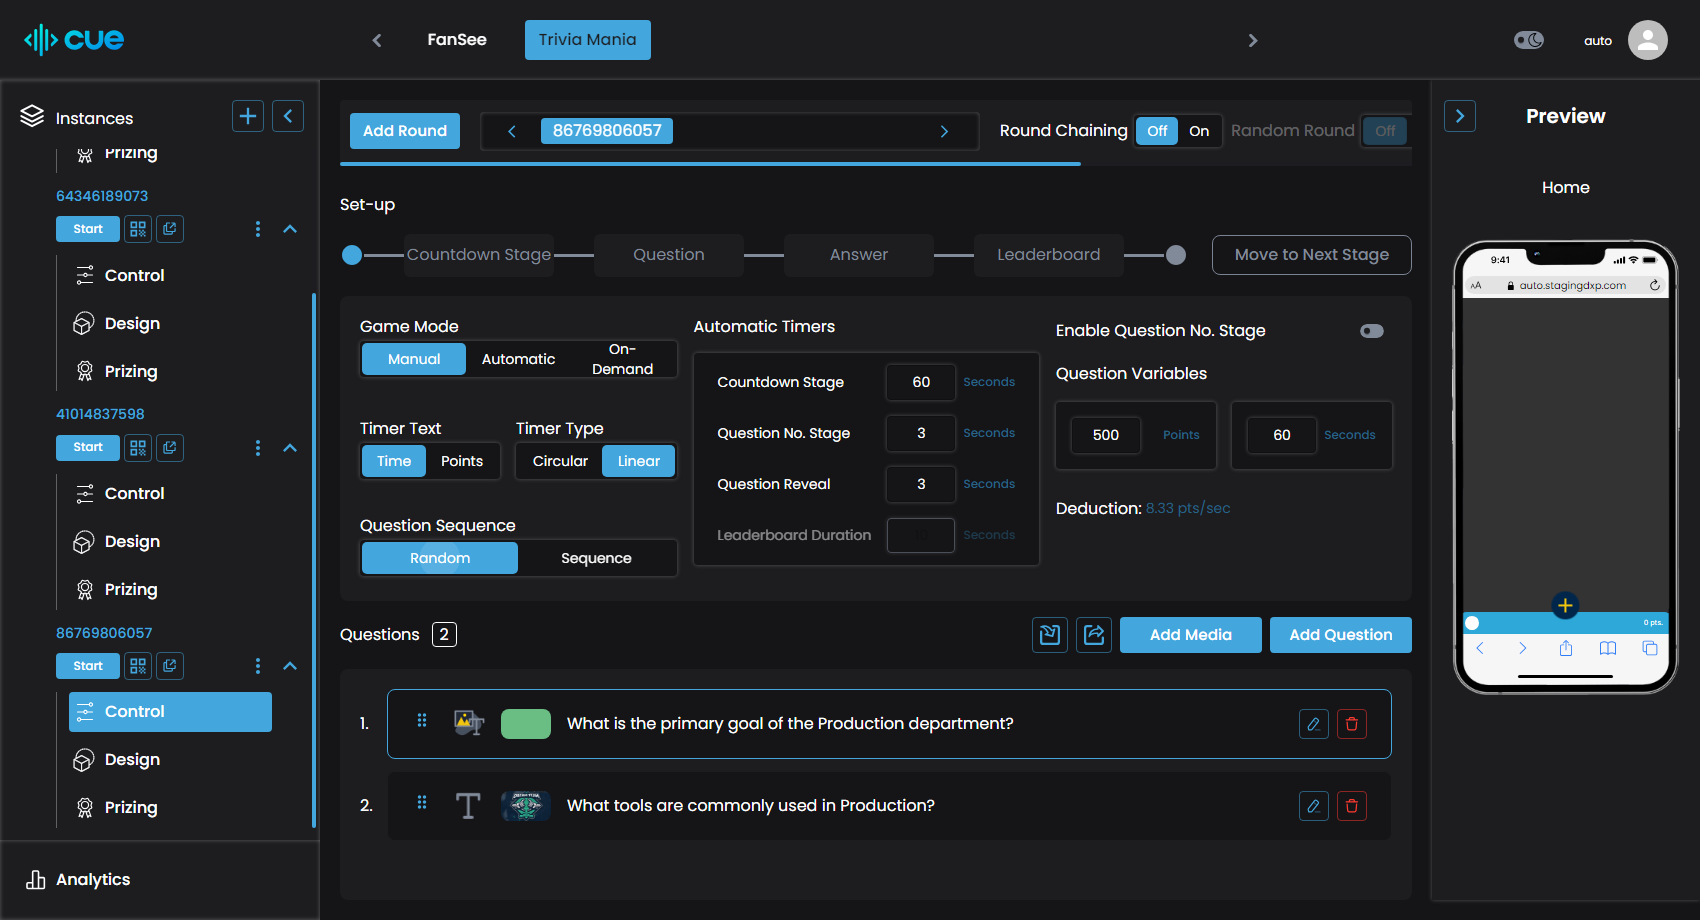 cue
FanSee
Trivia Mania
auto
Instances
Prizing
64346189073
Start
Control
Design
Prizing
41014837598
Start
Control
Design
Prizing
86769806057
Start
Control
Design
Prizing
Analytics
Add Round
86769806057
Round Chaining
Off
On
Random Round
Off
Set-up
Countdown Stage
Question
Answer
Leaderboard
Move to Next Stage
Game Mode
Manual
Automatic
On-
Demand
Timer Text
Time
Points
Timer Type
Circular
Linear
Question Sequence
Random
Sequence
Automatic Timers
Countdown Stage
60
Seconds
Question No. Stage
3
Seconds
Question Reveal
3
Seconds
Leaderboard Duration
Seconds
Enable Question No. Stage
Question Variables
500
Points
60
Seconds
Deduction: 8.33 pts/sec
Questions
2
Add Media
Add Question
1.
What is the primary goal of the Production department?
2.
What tools are commonly used in Production?
Preview
Home
9:41
AA
auto.stagingdxp.com
0 pts.